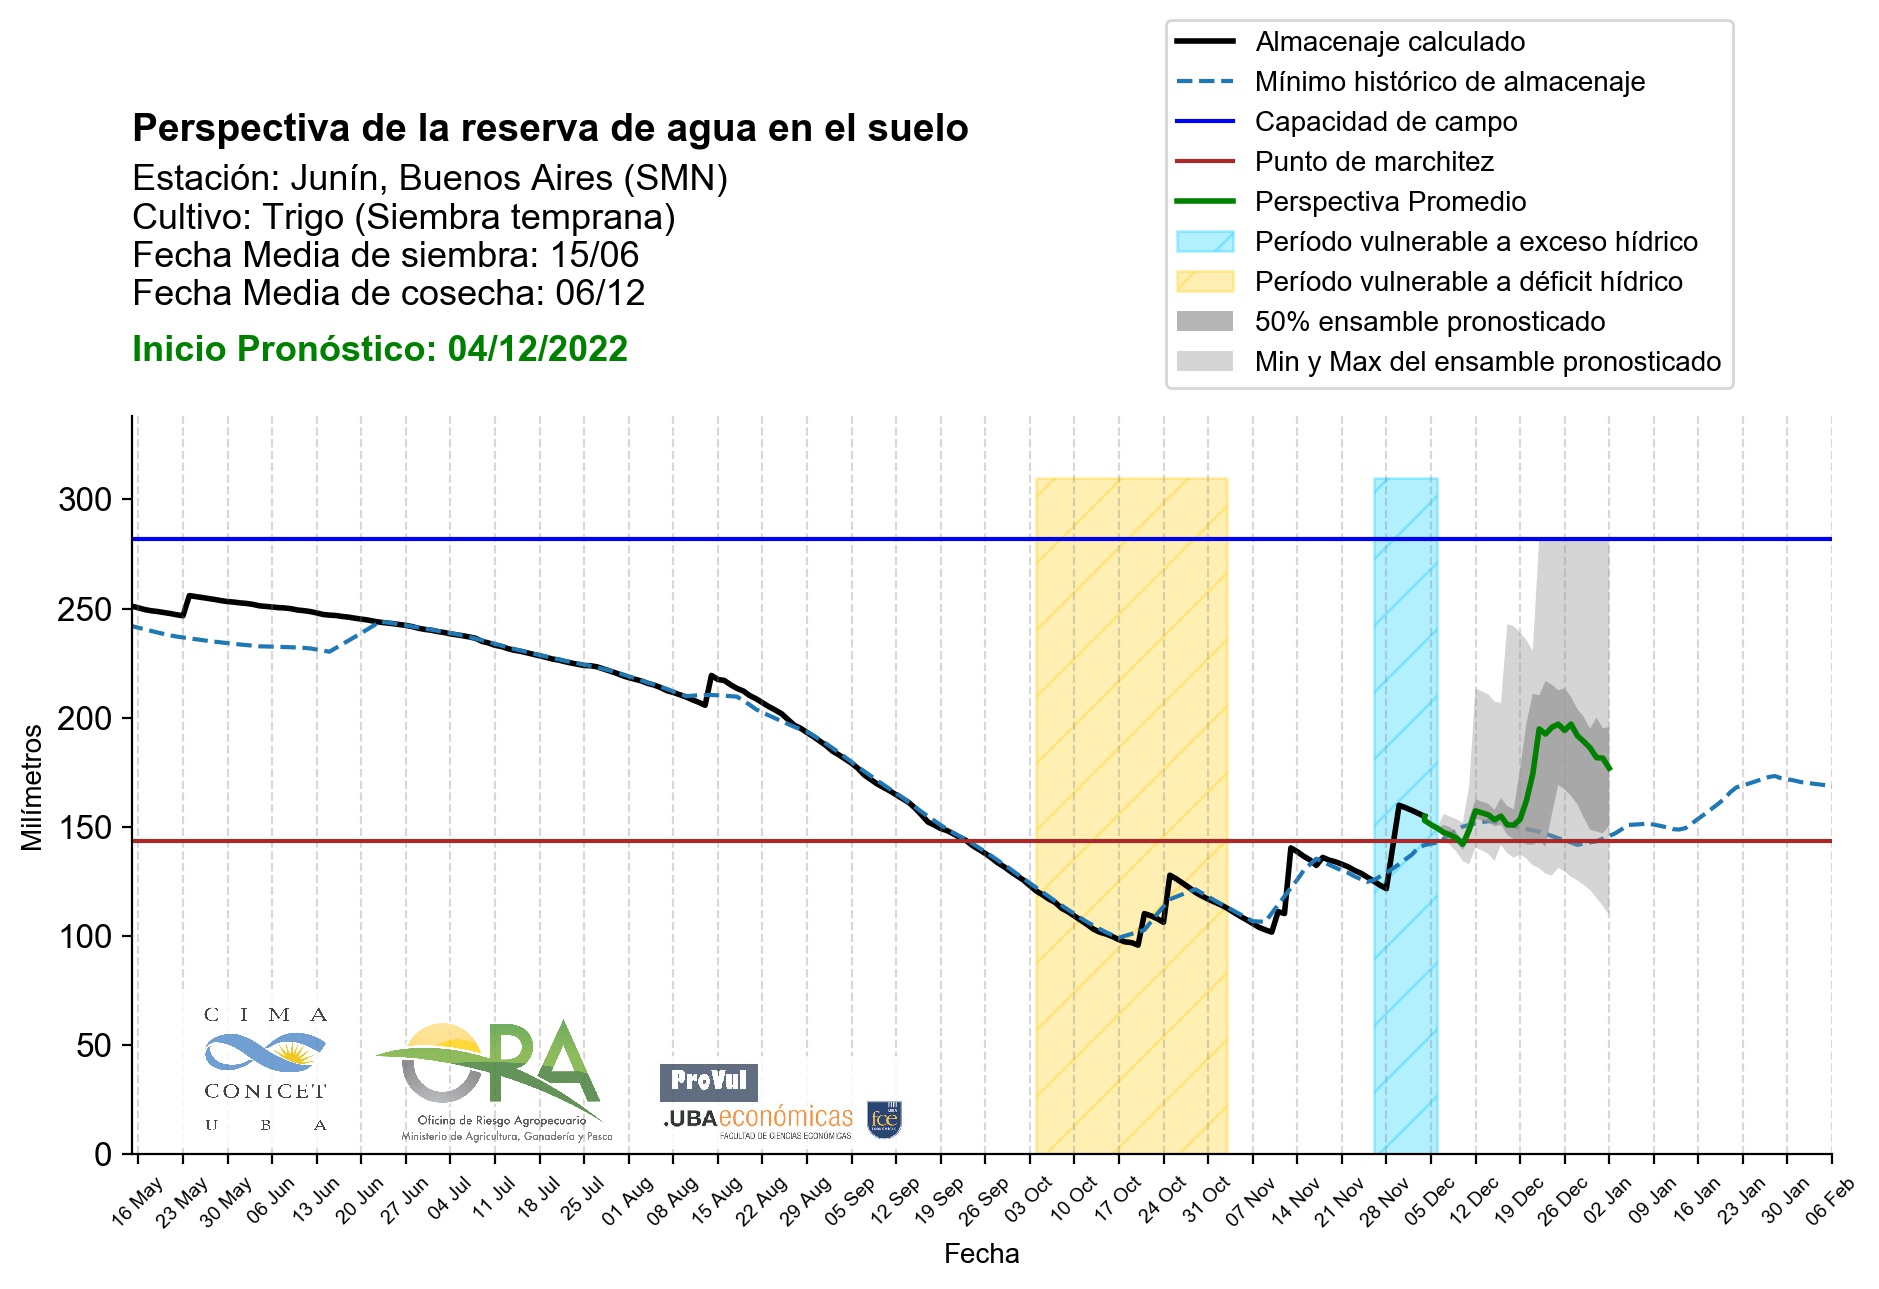 Almacenaje calculado
Mínimo histórico de almacenaje
Capacidad de campo
Punto de marchitez
Perspectiva Promedio
Período vulnerable a exceso hídrico
Período vulnerable a déficit hídrico
50% ensamble pronosticado
Min y Max del ensamble pronosticado
Perspectiva de la reserva de agua en el suelo
Estación: Junín, Buenos Aires (SMN)
Cultivo: Trigo (Siembra temprana)
Fecha Media de siembra: 15/06
Fecha Media de cosecha: 06/12
Inicio Pronóstico: 04/12/2022
Milímetros
300
250
200
150
100
50
0
CIMA
CONICET
UBA
ORA
Oficina de Riesgo Agropecuario
Ministerio de Agricultura, Ganadería y Pesca
ProVul
.UBAeconómicas
FACULTAD DE CIENCIAS ECONÓMICAS
fce
16 May
23 May
30 May
06 Jun
13 Jun
20 Jun
27 Jun
04 Jul
11 Jul
18 Jul
25 Jul
01 Aug
08 Aug
15 Aug
22 Aug
29 Aug
05 Sep
12 Sep
19 Sep
26 Sep
03 Oct
10 Oct
17 Oct
24 Oct
31 Oct
07 Nov
14 Nov
21 Nov
28 Nov
05 Dec
12 Dec
19 Dec
26 Dec
02 Jan
09 Jan
16 Jan
23 Jan
30 Jan
06 Feb
Fecha